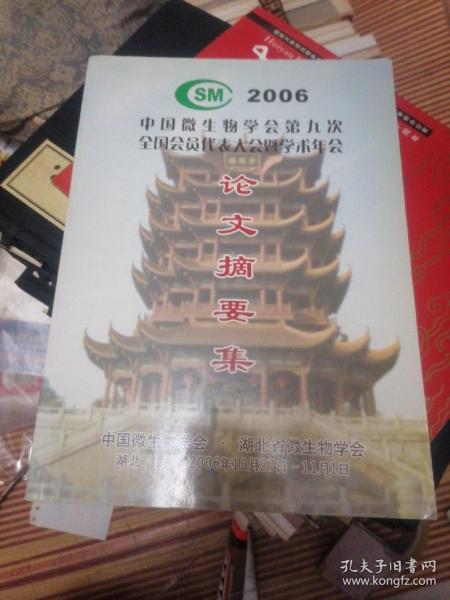 CSM 2006
中国微生物学会第九次
全国会员代表大会暨学术年会
论
文
摘
要
集
中国微生物学会 · 湖北省微生物学会
湖北 2006年10月27日－11月1日
孔夫子旧书网
www.kongfz.com